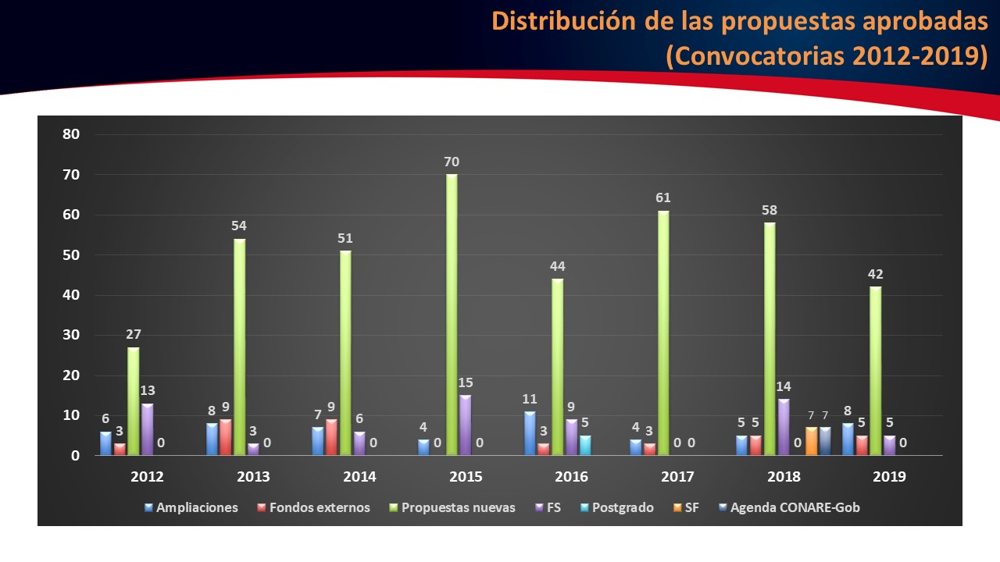 Distribución de las propuestas aprobadas
(Convocatorias 2012-2019)
80
70
60
50
40
30
20
10
0
6 3 27 13 0
8 9 54 3 0
7 9 51 6 0
4 0 70 15 0
11 3 44 9 5
4 3 61 0 0
5 5 58 14 0 7 7
8 5 42 5 0
2012 2013 2014 2015 2016 2017 2018 2019
Ampliaciones Fondos externos Propuestas nuevas FS Postgrado SF Agenda CONARE-Gob